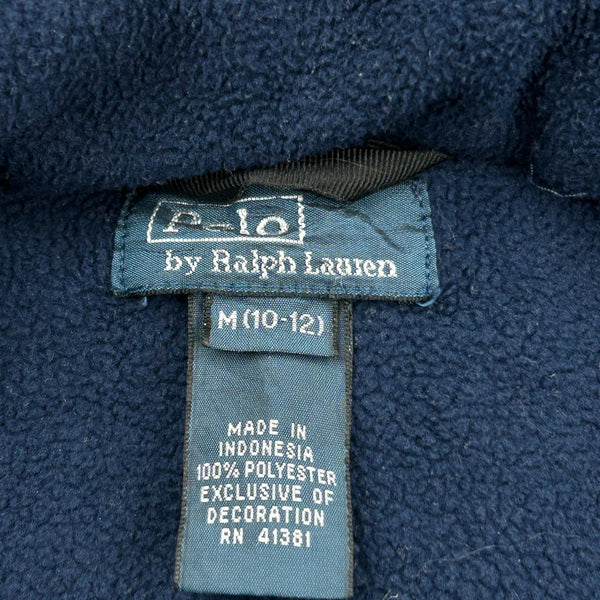 Polo
by Ralph Lauren
M (10-12)
MADE IN
INDONESIA
100% POLYESTER
EXCLUSIVE OF
DECORATION
RN 41381